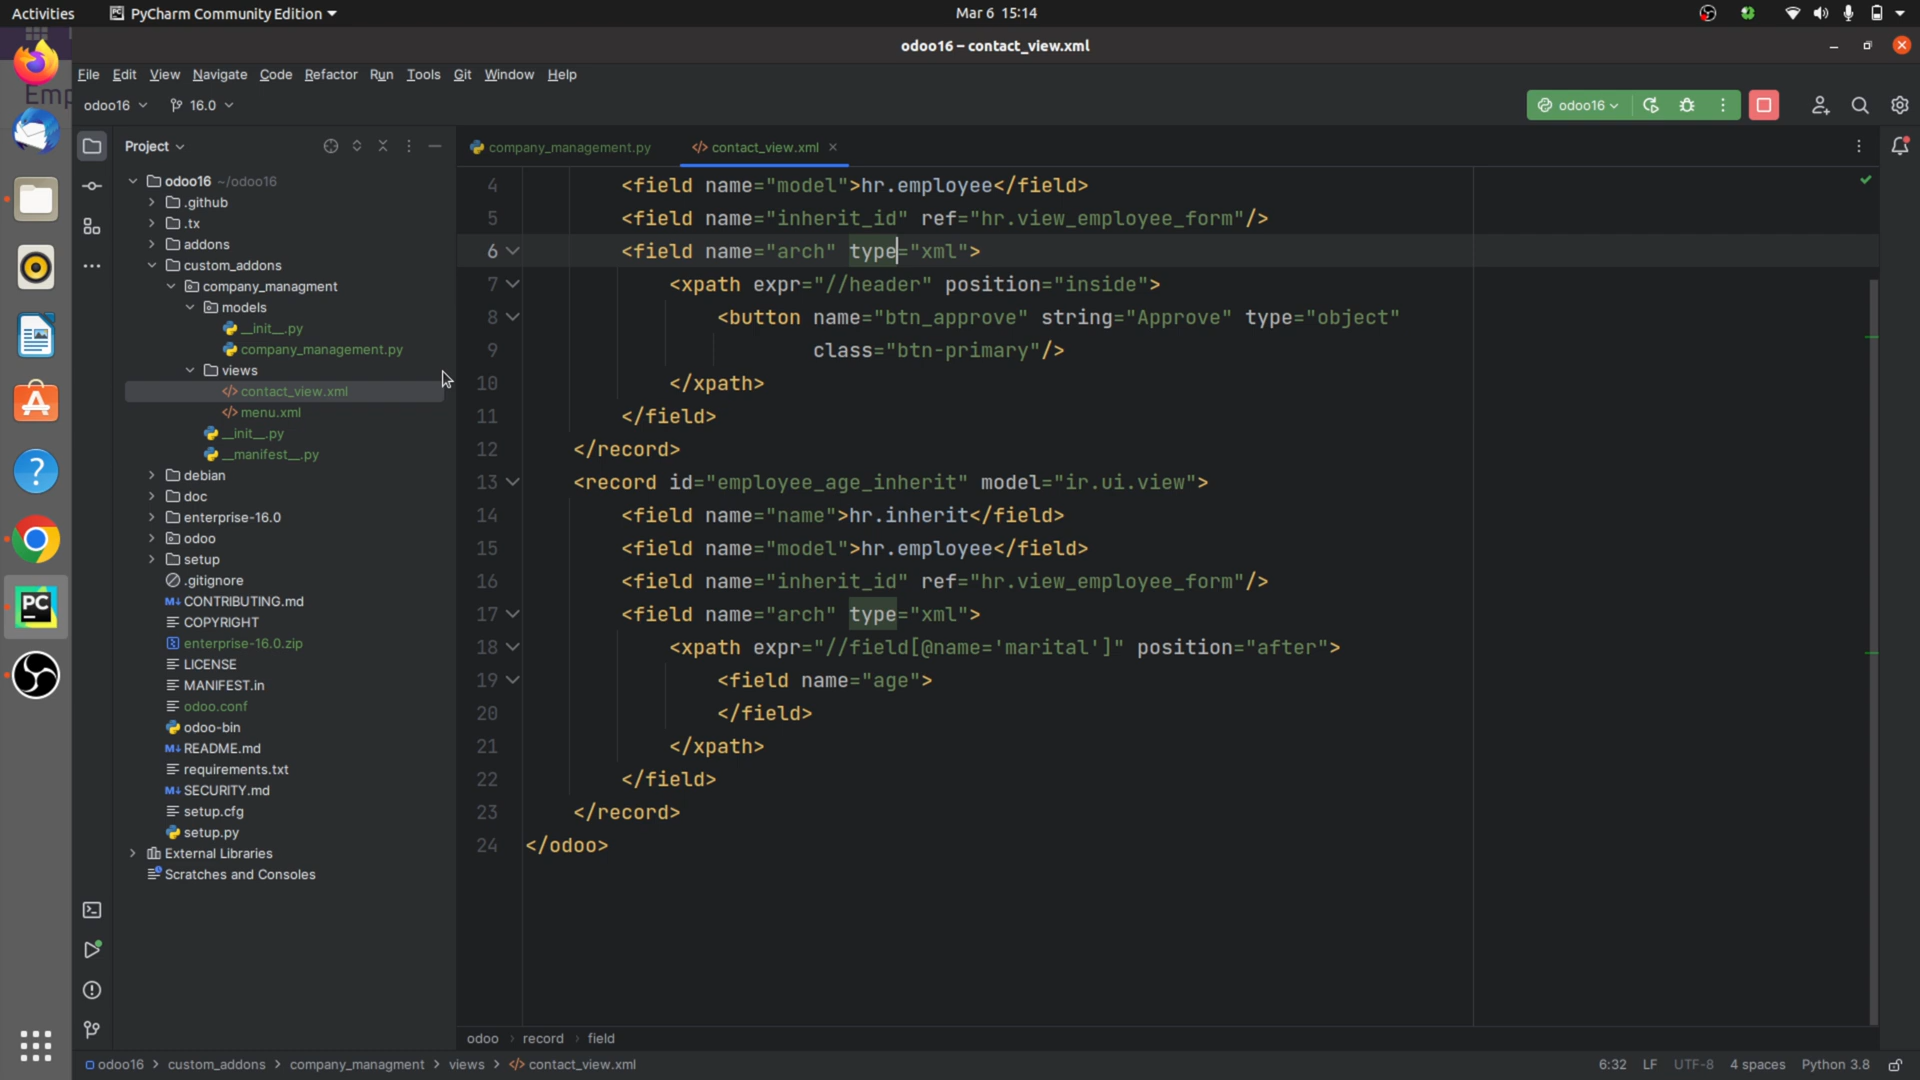 Activities
PyCharm Community Edition
Mar 6 15:14
odoo16 – contact_view.xml
Emp
File Edit View Navigate Code Refactor Run Tools Git Window Help
odoo16
16.0
odoo16
Project
company_management.py
contact_view.xml
odoo16 ~/odoo16
.github
.tx
addons
custom_addons
company_managment
models
__init__.py
company_management.py
views
contact_view.xml
menu.xml
__init__.py
__manifest__.py
debian
doc
enterprise-16.0
odoo
setup
.gitignore
CONTRIBUTING.md
COPYRIGHT
enterprise-16.0.zip
LICENSE
MANIFEST.in
odoo.conf
odoo-bin
README.md
requirements.txt
SECURITY.md
setup.cfg
setup.py
External Libraries
Scratches and Consoles
4 <field name="model">hr.employee</field>
5 <field name="inherit_id" ref="hr.view_employee_form"/>
6 <field name="arch" type="xml">
7 <xpath expr="//header" position="inside">
8 <button name="btn_approve" string="Approve" type="object"
9 class="btn-primary"/>
10 </xpath>
11 </field>
12 </record>
13 <record id="employee_age_inherit" model="ir.ui.view">
14 <field name="name">hr.inherit</field>
15 <field name="model">hr.employee</field>
16 <field name="inherit_id" ref="hr.view_employee_form"/>
17 <field name="arch" type="xml">
18 <xpath expr="//field[@name='marital']" position="after">
19 <field name="age">
20 </field>
21 </xpath>
22 </field>
23 </record>
24 </odoo>
odoo > record > field
odoo16 > custom_addons > company_managment > views > contact_view.xml
6:32 LF UTF-8 4 spaces Python 3.8